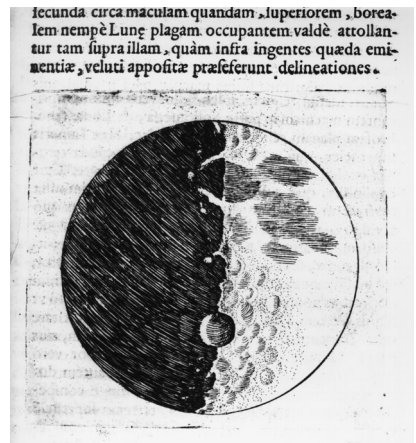 ſecunda circa maculam quandam, ſuperiorem, borea-
lem nempè Lunę plagam occupantem valdè attollan-
tur tam ſupra illam, quàm infra ingentes quæda emi-
nentiæ, veluti appoſitæ præſeferunt delineationes.